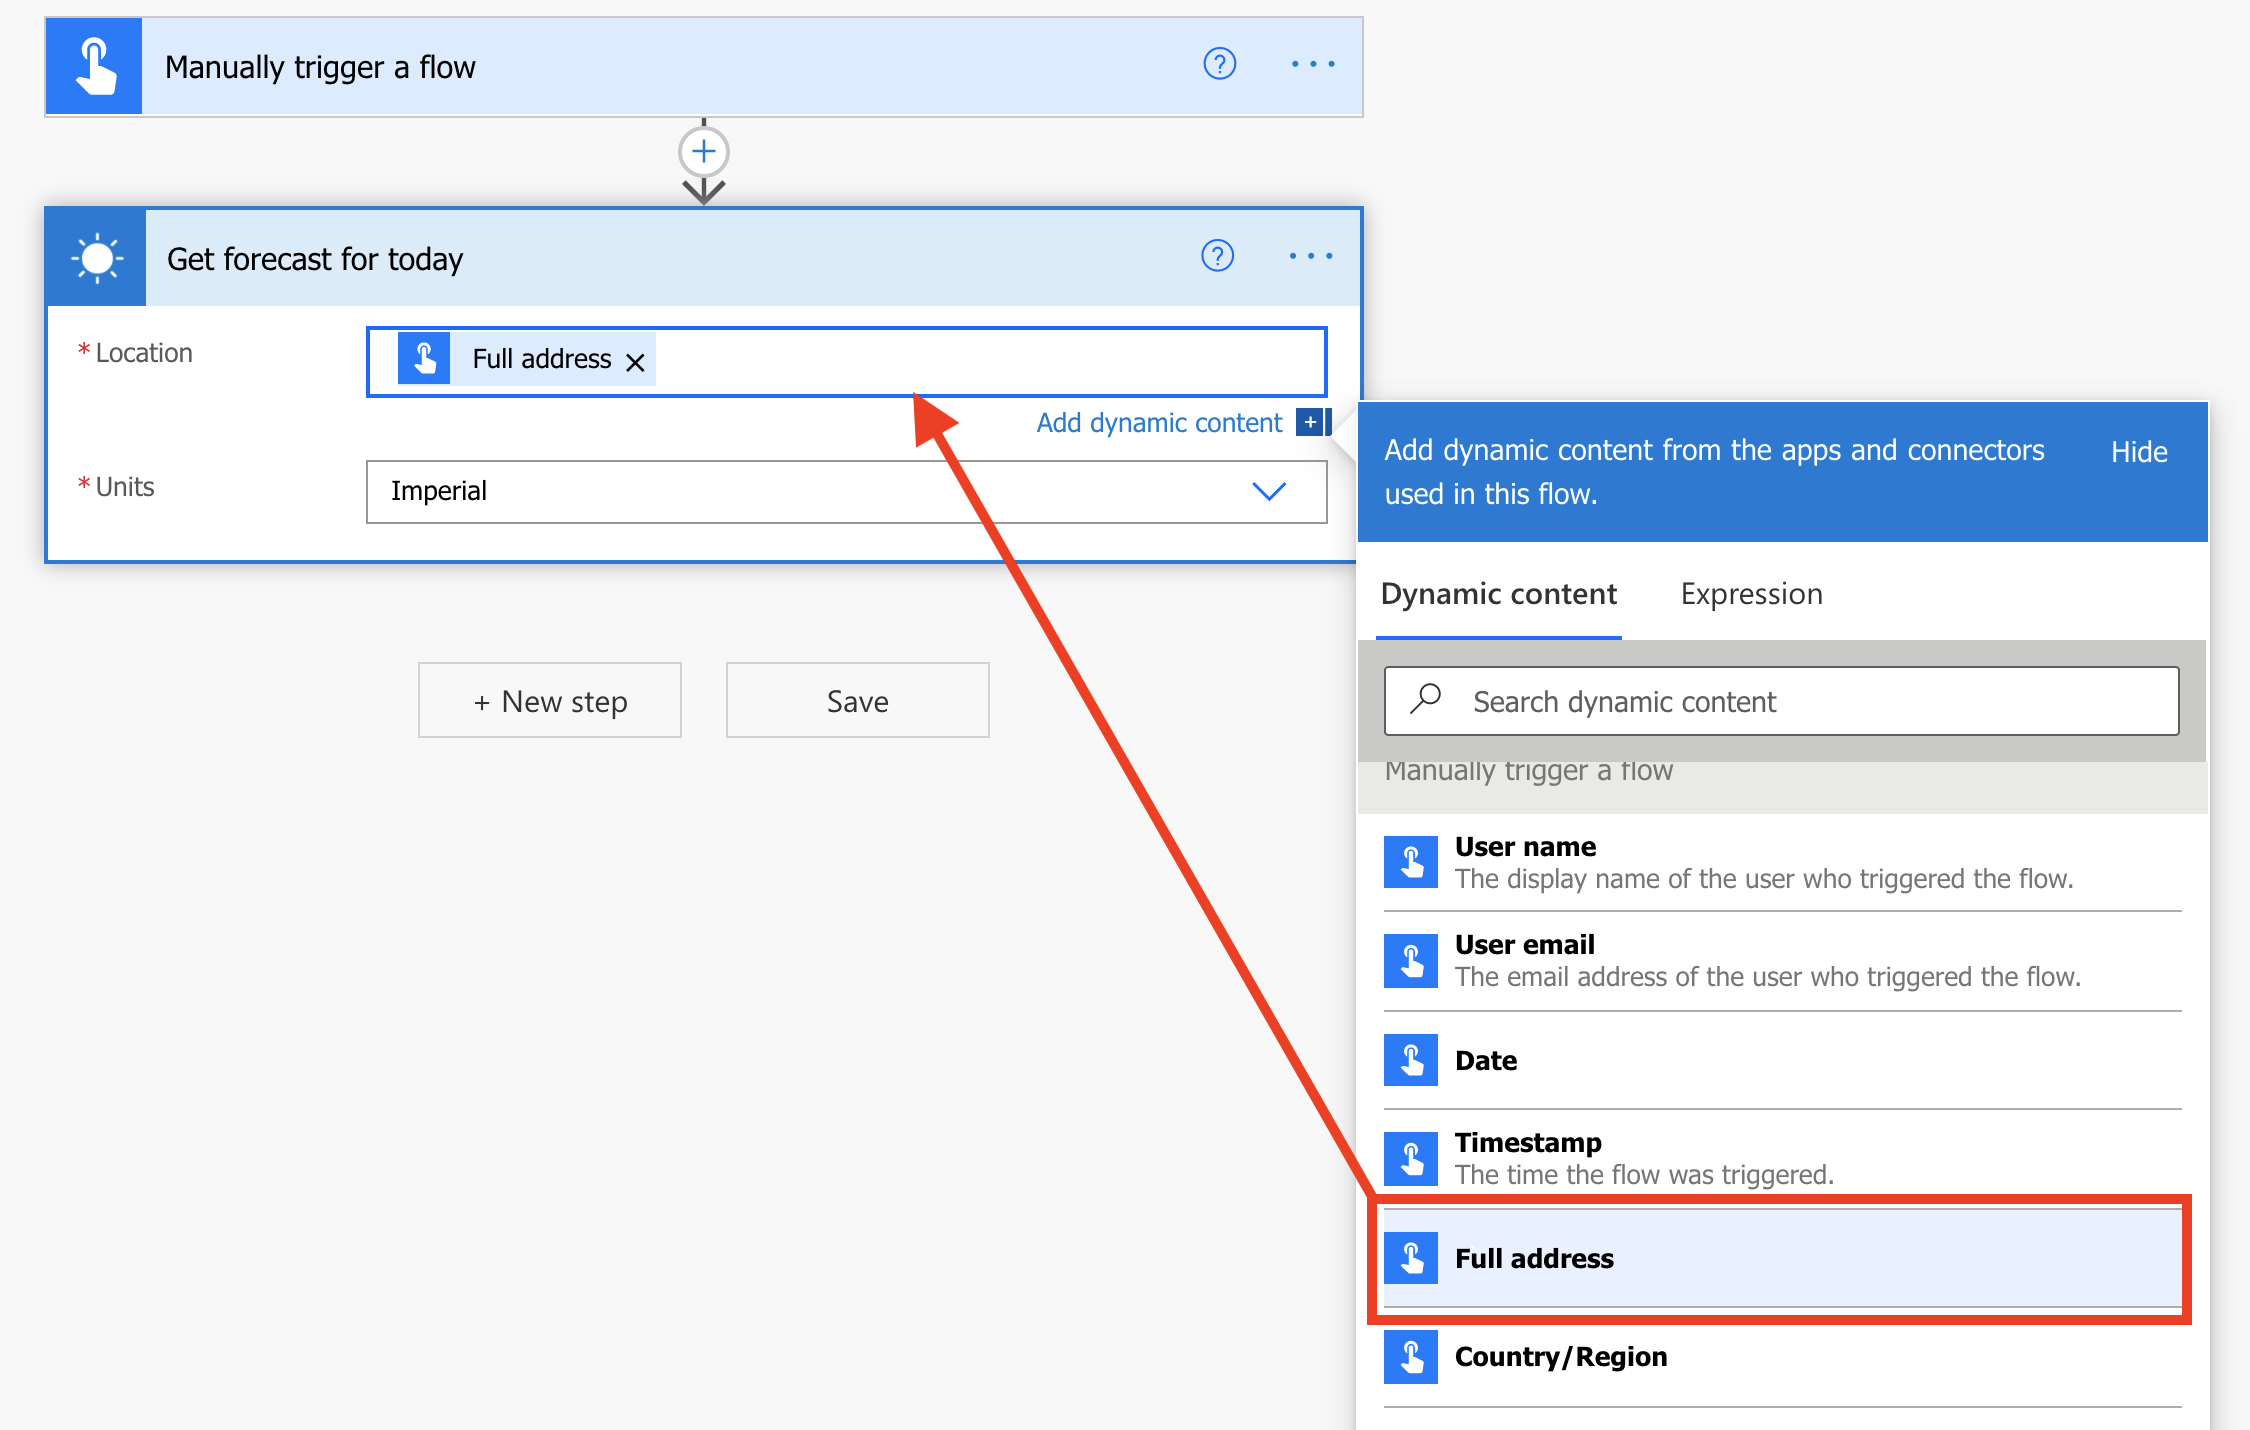 Manually trigger a flow
Get forecast for today
* Location
Full address
Add dynamic content
* Units
Imperial
+ New step
Save
Add dynamic content from the apps and connectors
used in this flow.
Hide
Dynamic content
Expression
Search dynamic content
Manually trigger a flow
User name
The display name of the user who triggered the flow.
User email
The email address of the user who triggered the flow.
Date
Timestamp
The time the flow was triggered.
Full address
Country/Region